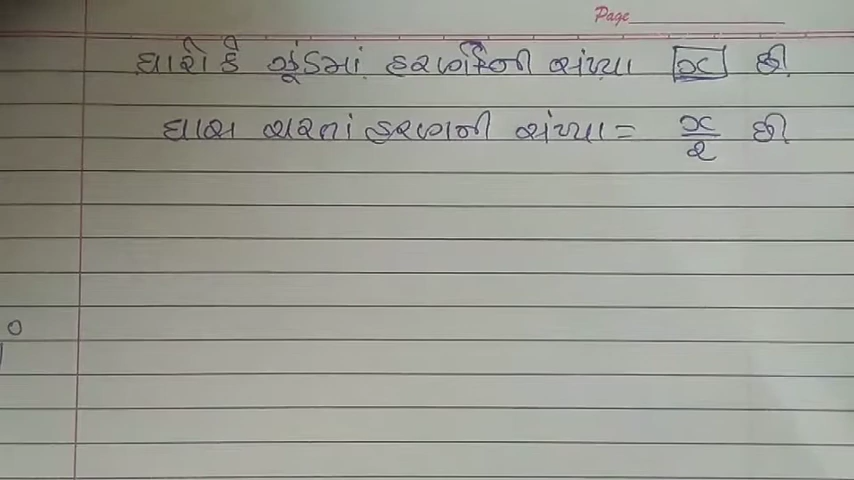 Page
ધારો કે ઝૂંડમાં હરણોની સંખ્યા x છે
ઘાસ ચરતાં હરણની સંખ્યા = x/2 છે